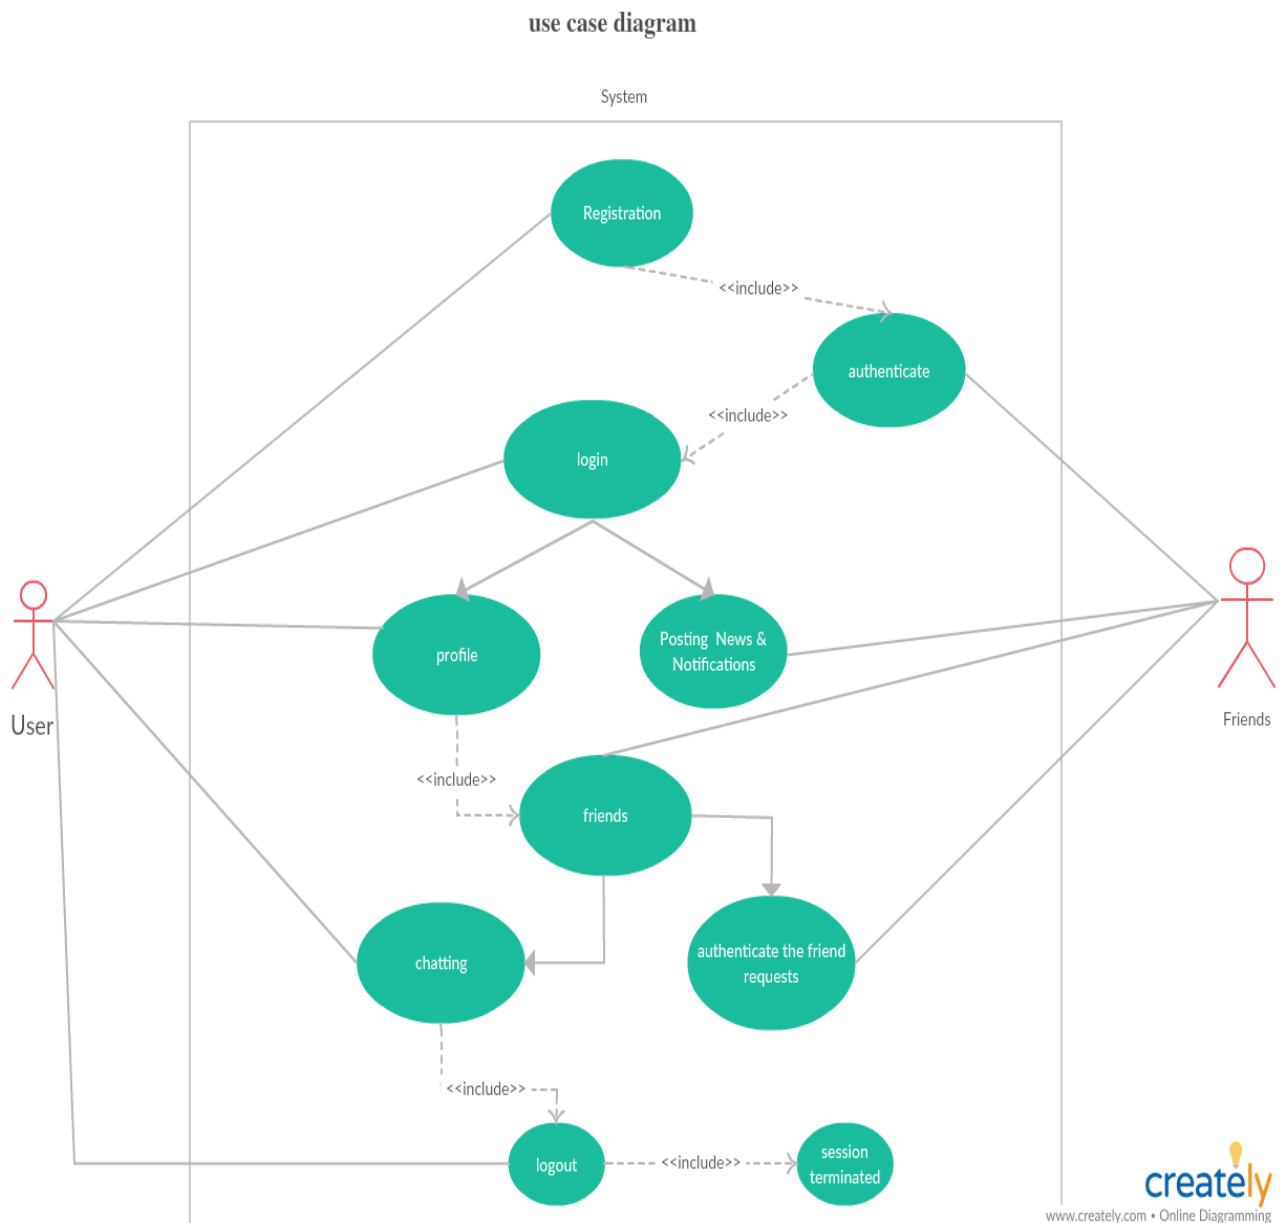 use case diagram
System
Registration
<<include>>
authenticate
<<include>>
login
profile
Posting News &
Notifications
User
Friends
<<include>>
friends
authenticate the friend
requests
chatting
<<include>>
logout
<<include>>
session
terminated
creately
www.creately.com • Online Diagramming